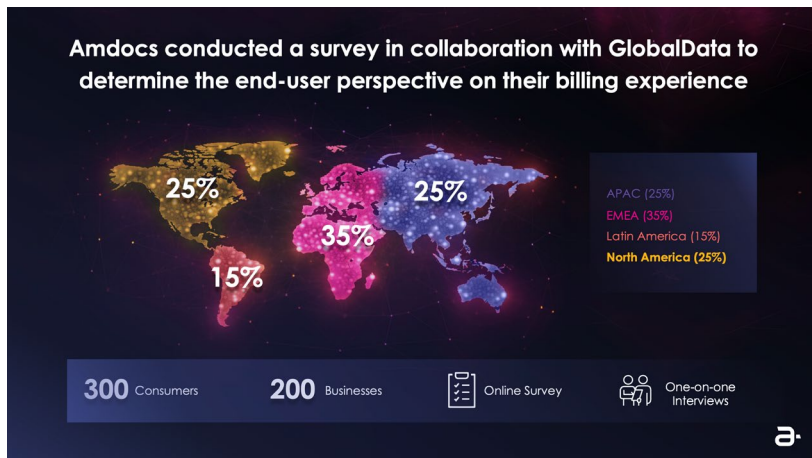 Amdocs conducted a survey in collaboration with GlobalData to
determine the end-user perspective on their billing experience
25%
25%
35%
15%
APAC (25%)
EMEA (35%)
Latin America (15%)
North America (25%)
300 Consumers
200 Businesses
Online Survey
One-on-one
Interviews
a